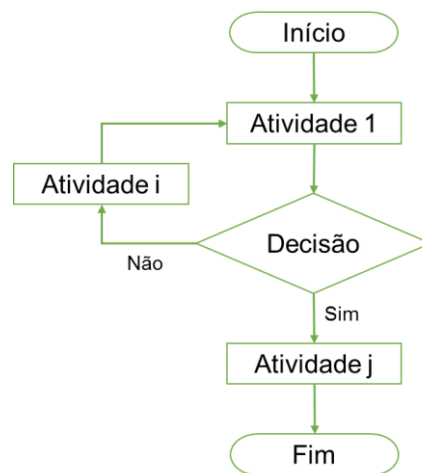 Início
Atividade 1
Atividade i
Decisão
Não
Sim
Atividade j
Fim